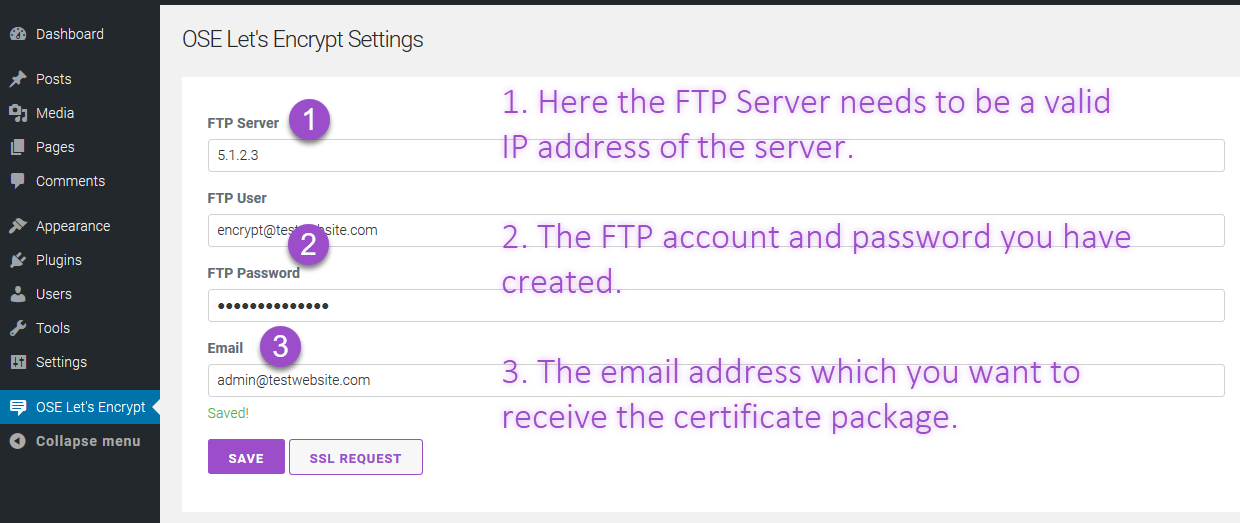 Dashboard
Posts
Media
Pages
Comments
Appearance
Plugins
Users
Tools
Settings
OSE Let's Encrypt
Collapse menu
OSE Let's Encrypt Settings
FTP Server
1
5.1.2.3
1. Here the FTP Server needs to be a valid
IP address of the server.
FTP User
encrypt@testwebsite.com
2
2. The FTP account and password you have
created.
FTP Password
••••••••••••••
Email
3
admin@testwebsite.com
3. The email address which you want to
receive the certificate package.
Saved!
SAVE
SSL REQUEST